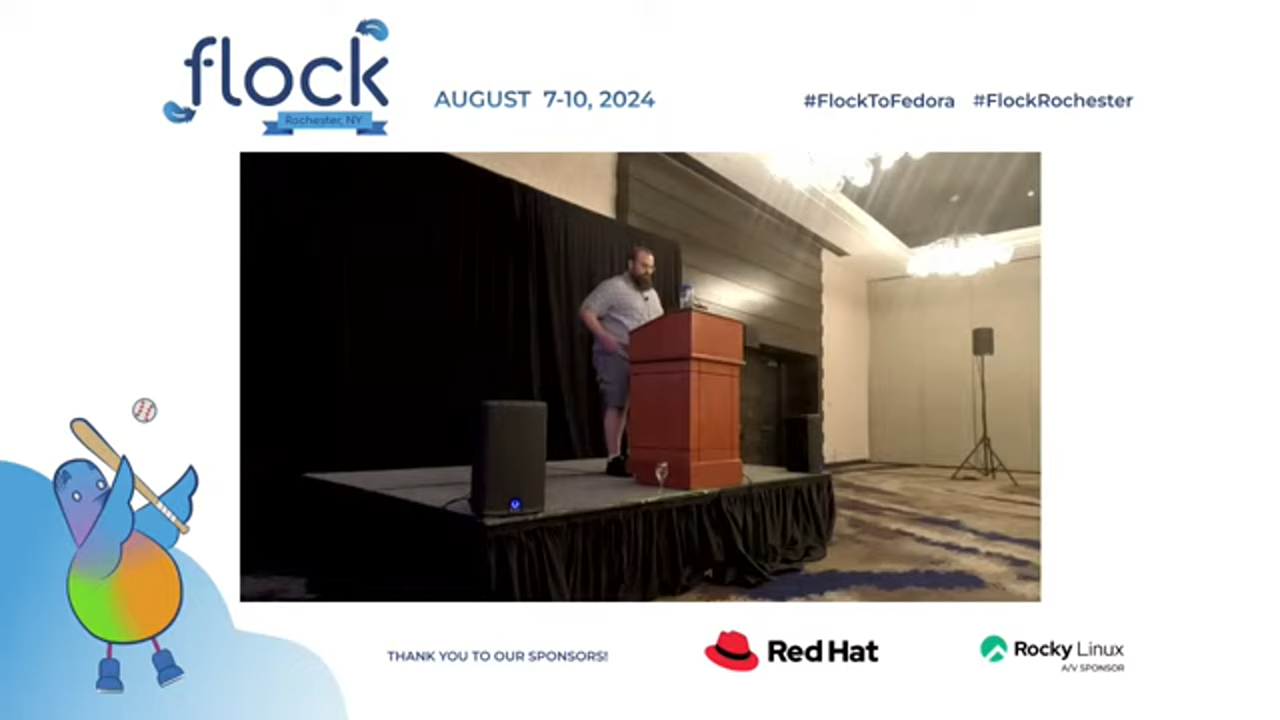 flock
Rochester, NY
AUGUST 7-10, 2024
#FlockToFedora #FlockRochester
THANK YOU TO OUR SPONSORS!
Red Hat
Rocky Linux
A/V SPONSOR